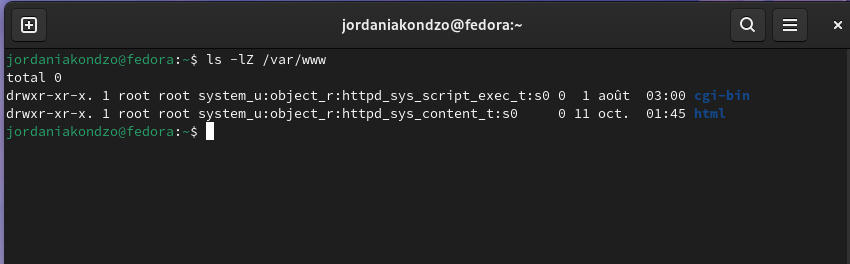 jordaniakondzo@fedora:~
jordaniakondzo@fedora:~$ ls -lZ /var/www
total 0
drwxr-xr-x. 1 root root system_u:object_r:httpd_sys_script_exec_t:s0 0  1 août  03:00 cgi-bin
drwxr-xr-x. 1 root root system_u:object_r:httpd_sys_content_t:s0     0 11 oct.  01:45 html
jordaniakondzo@fedora:~$